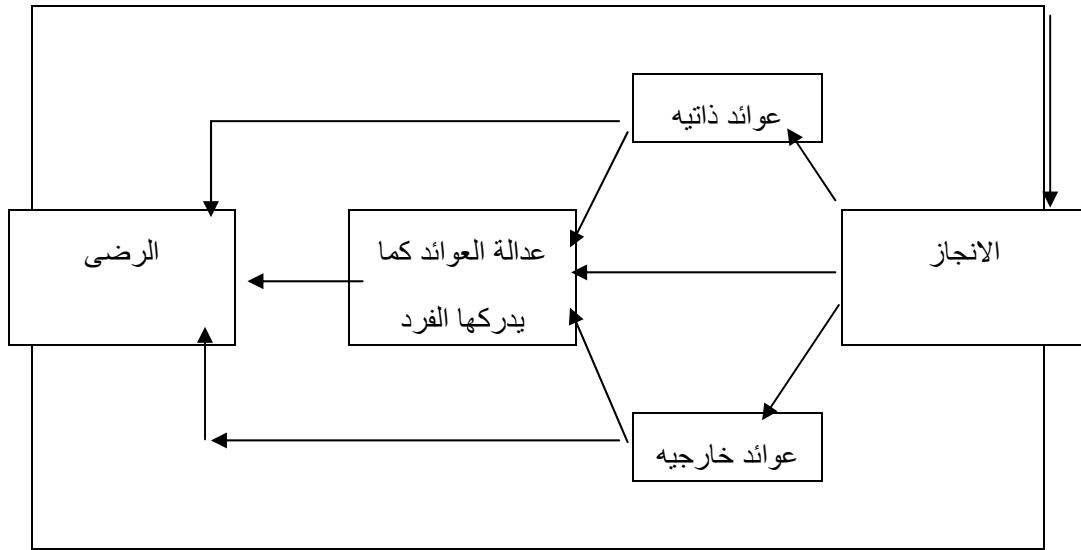 عوائد ذاتيه
الانجاز
عدالة العوائد كما
يدركها الفرد
الرضى
عوائد خارجيه